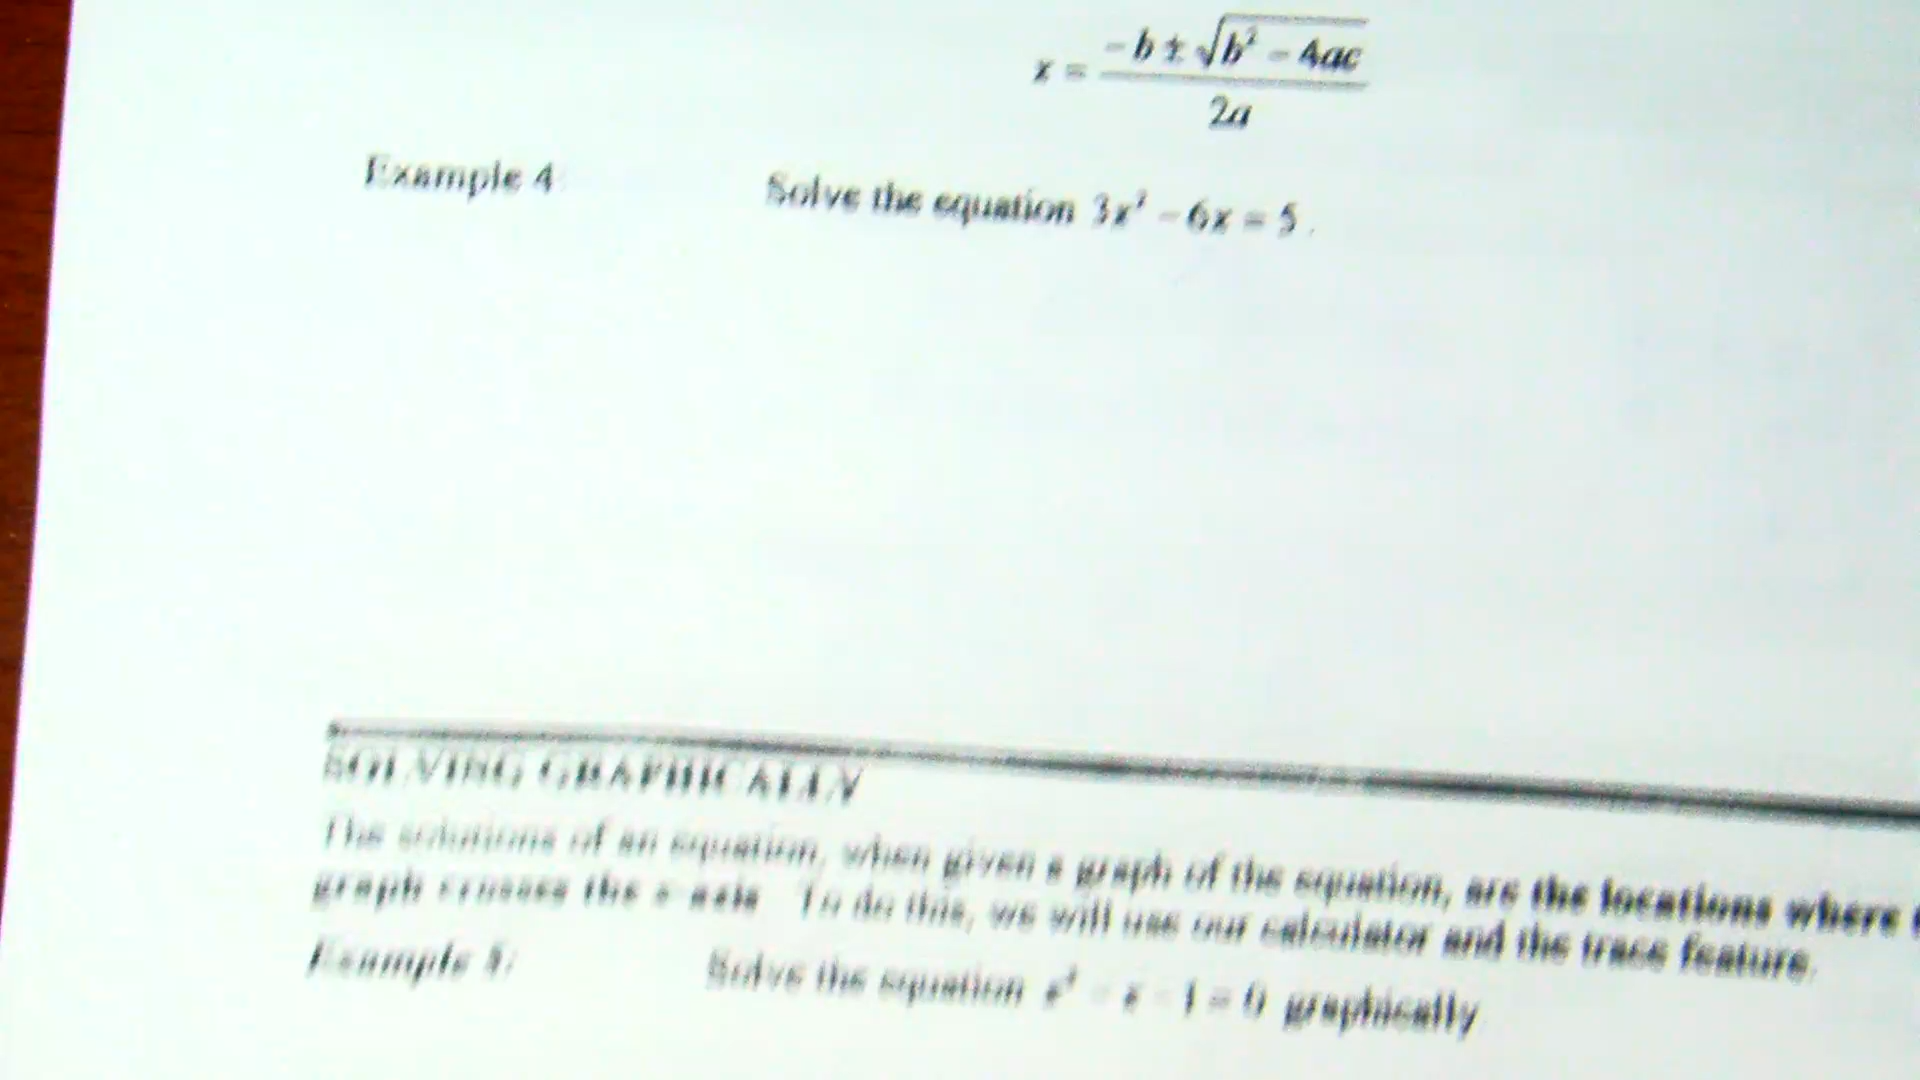 x = (-b ± √(b² - 4ac)) / 2a
Example 4
Solve the equation 3x² - 6x = 5.
SOLVING GRAPHICALLY
The solutions of an equation, when given a graph of the equation, are the locations where
graph crosses the x-axis. To do this, we will use our calculator and the trace feature.
Example 5:
Solve the equation - 1 = 0 graphically